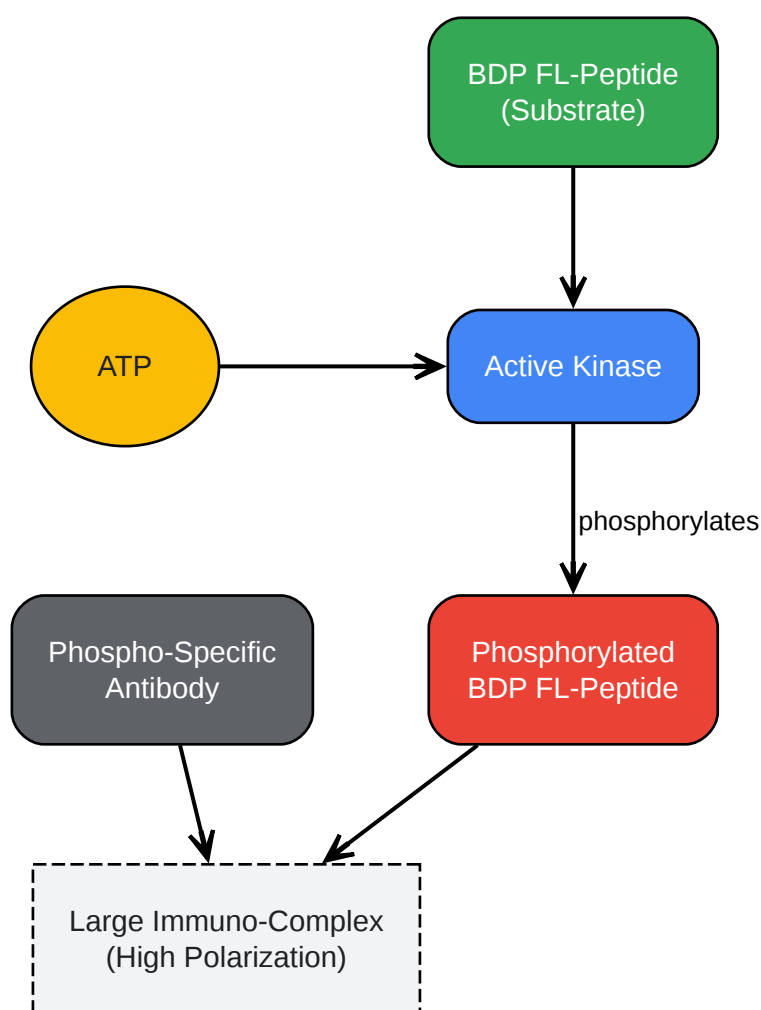 BDP FL-Peptide
(Substrate)
ATP
Active Kinase
phosphorylates
Phospho-Specific
Antibody
Phosphorylated
BDP FL-Peptide
Large Immuno-Complex
(High Polarization)